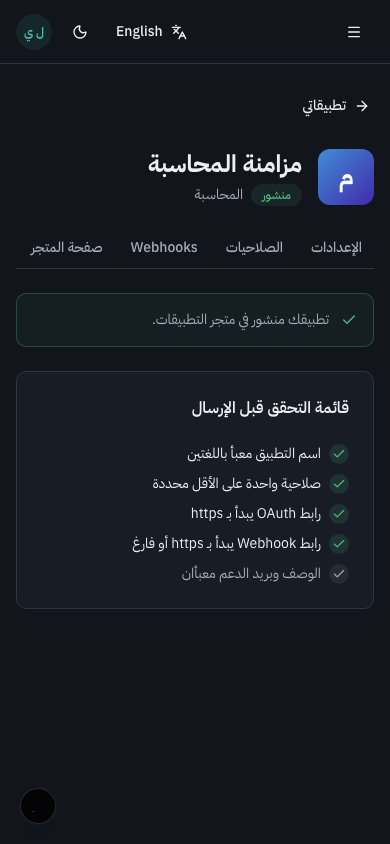 English
ل ي
تطبيقاتي
م
مزامنة المحاسبة
منشور
المحاسبة
الإعدادات
الصلاحيات
Webhooks
صفحة المتجر
تطبيقك منشور في متجر التطبيقات.
قائمة التحقق قبل الإرسال
اسم التطبيق معبأ باللغتين
صلاحية واحدة على الأقل محددة
رابط OAuth يبدأ بـ https
رابط Webhook يبدأ بـ https أو فارغ
الوصف وبريد الدعم معبأان